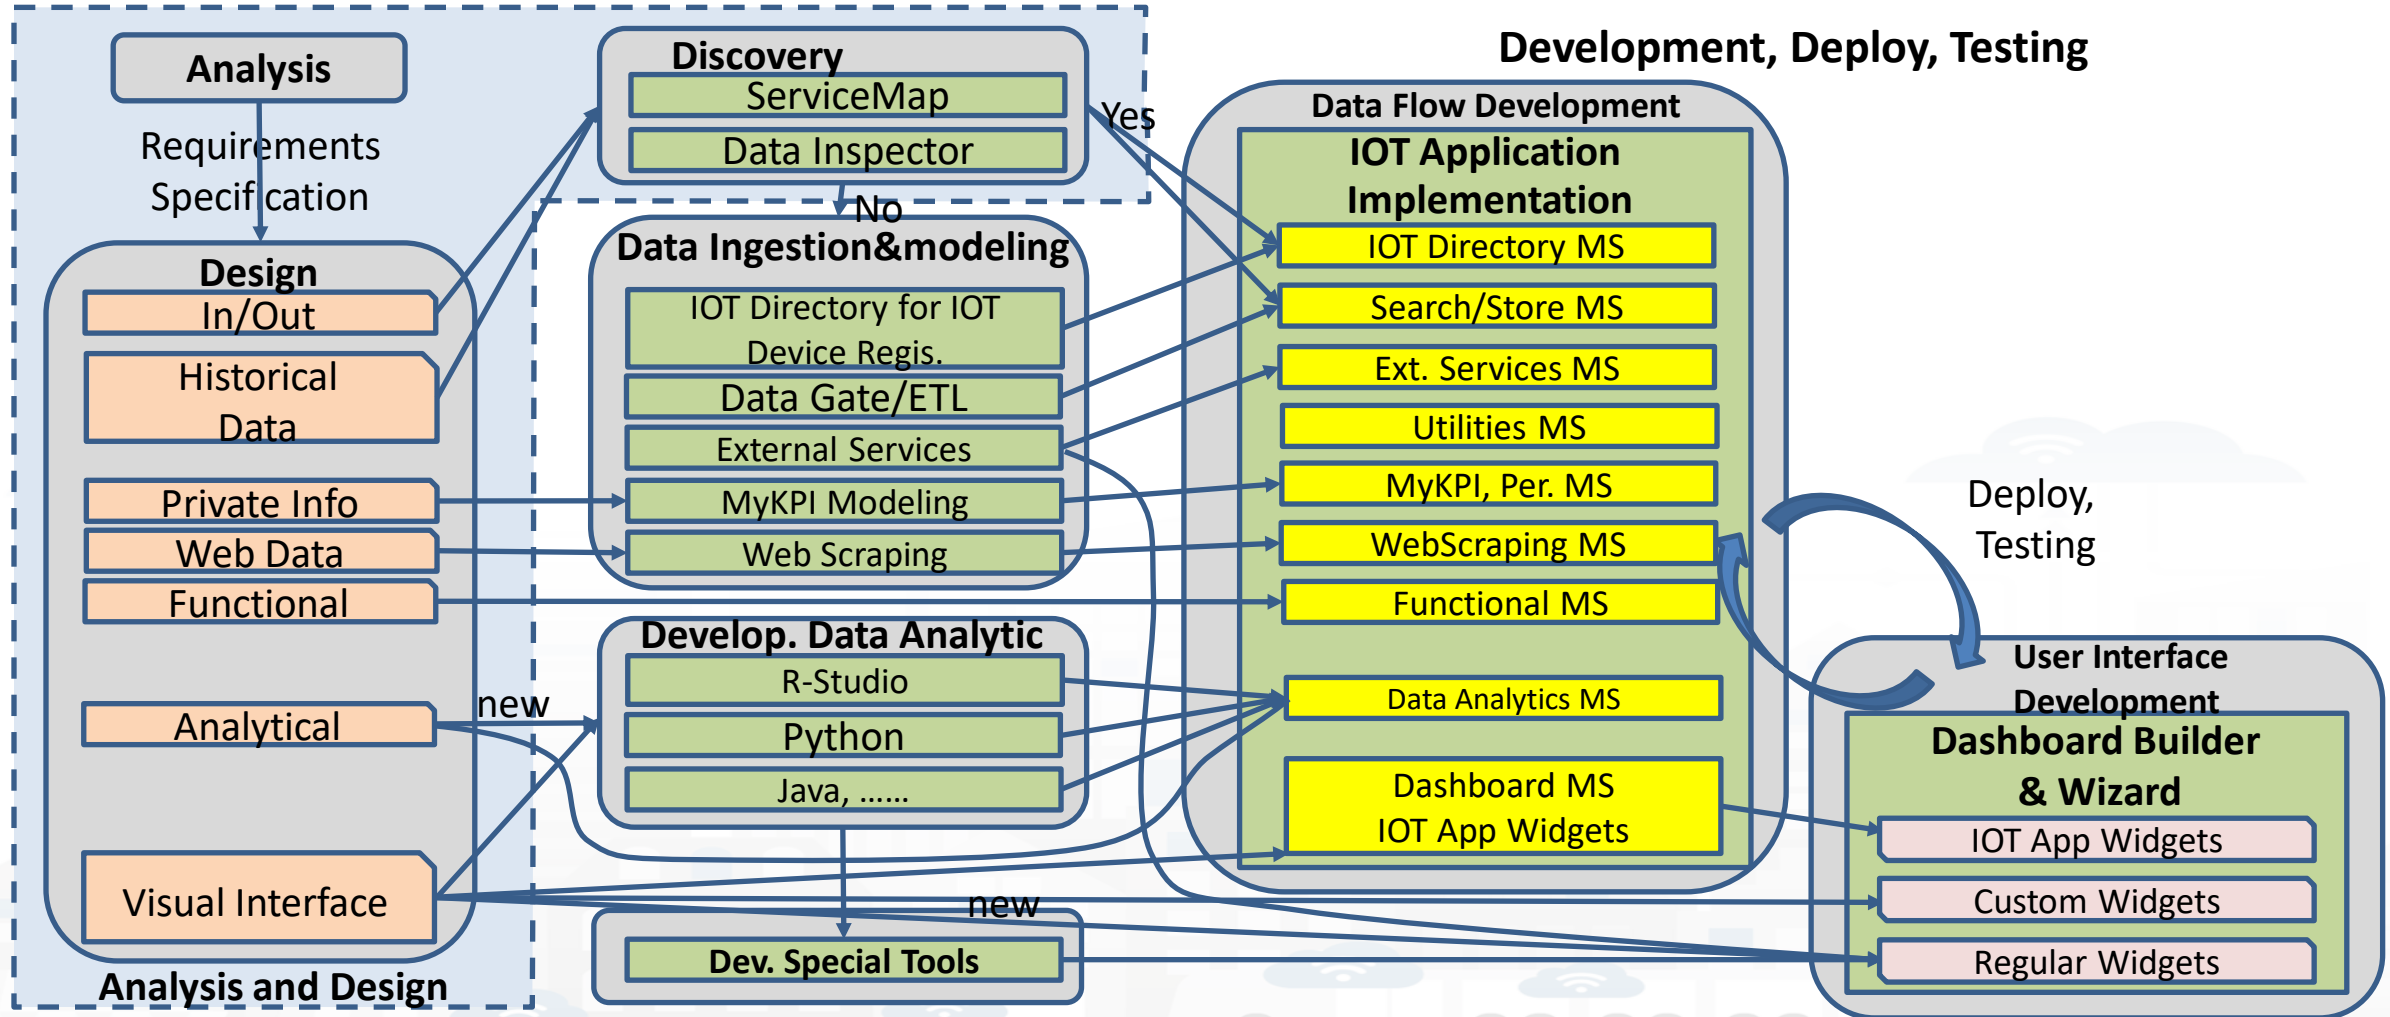 Development, Deploy, Testing
Analysis
Requirements
Specification
Design
In/Out
Historical
Data
Private Info
Web Data
Functional
Analytical
Visual Interface
Analysis and Design
Discovery
ServiceMap
Data Inspector
Yes
No
Data Ingestion&modeling
IOT Directory for IOT
Device Regis.
Data Gate/ETL
External Services
MyKPI Modeling
Web Scraping
new
Develop. Data Analytic
R-Studio
Python
Java, ......
new
Dev. Special Tools
Data Flow Development
IOT Application
Implementation
IOT Directory MS
Search/Store MS
Ext. Services MS
Utilities MS
MyKPI, Per. MS
WebScraping MS
Functional MS
Data Analytics MS
Dashboard MS
IOT App Widgets
Deploy,
Testing
User Interface
Development
Dashboard Builder
& Wizard
IOT App Widgets
Custom Widgets
Regular Widgets